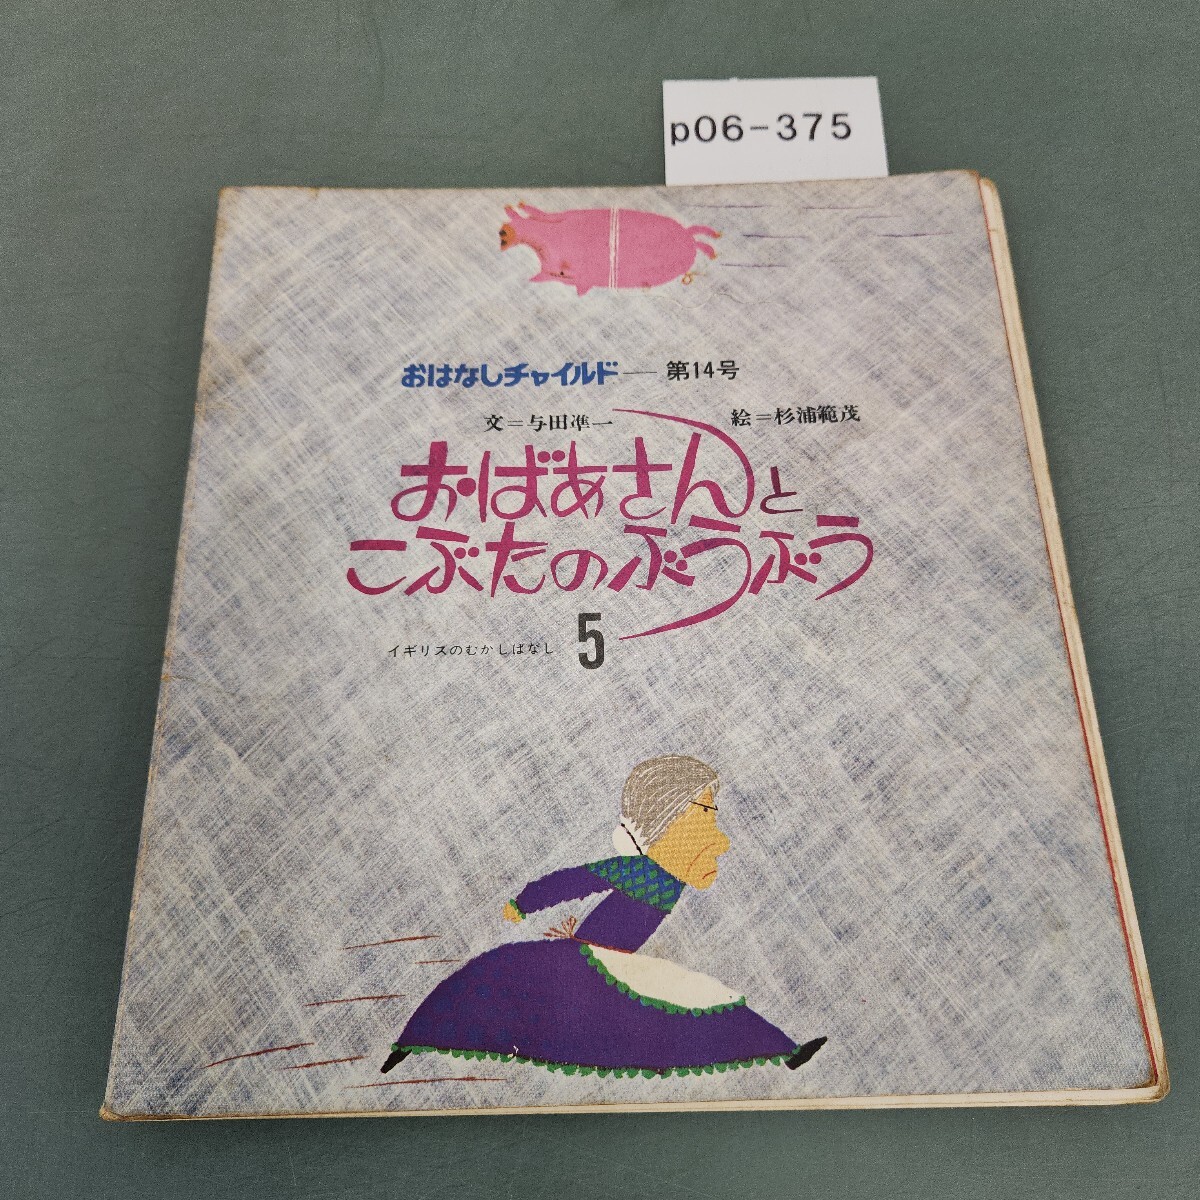 p06-375
おはなしチャイルド——第14号
文＝与田凖一 絵＝杉浦範茂
おばあさんと
こぶたのぶうぶう
イギリスのむかしばなし 5